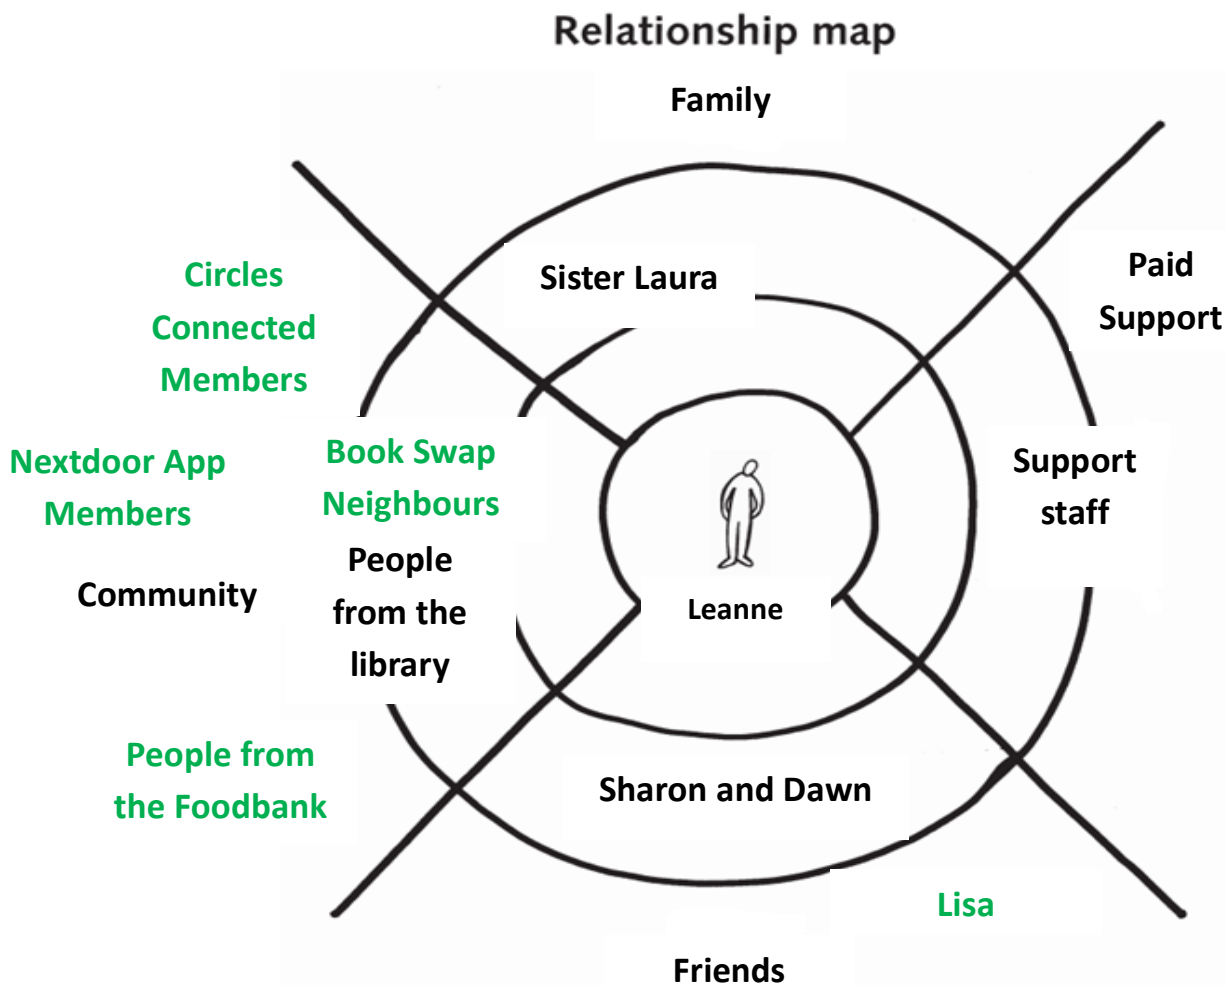 Relationship map
Family
Sister Laura
Paid
Support
Circles
Connected
Members
Nextdoor App
Members
Book Swap
Neighbours
Support
staff
Community
People
from the
library
Leanne
People from
the Foodbank
Sharon and Dawn
Lisa
Friends